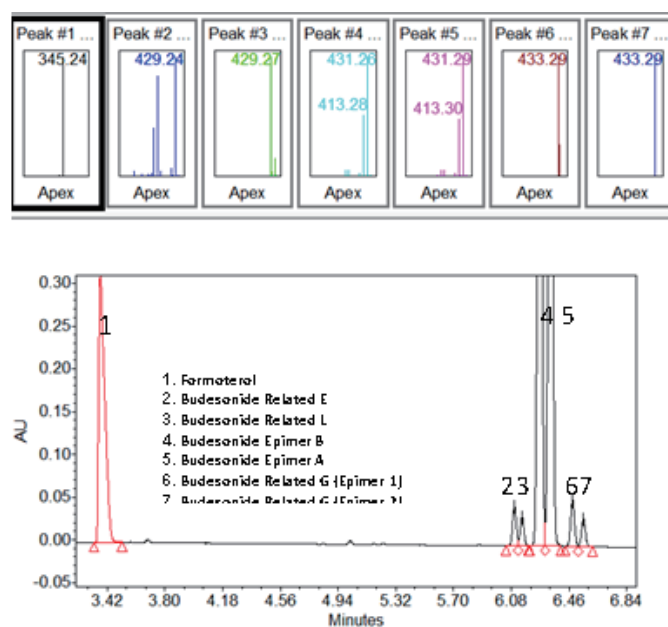 Peak #1 ... Peak #2 ... Peak #3 ... Peak #4 ... Peak #5 ... Peak #6 ... Peak #7 ...
345.24 429.24 429.27 431.26 431.29 433.29 433.29
413.28 413.30
Apex Apex Apex Apex Apex Apex Apex
0.30
0.25
0.20
0.15
0.10
0.05
0.00
-0.05
AU
1
4 5
23
67
1. Formoterol
2. Budesonide Related E
3. Budesonide Related L
4. Budesonide Epimer B
5. Budesonide Epimer A
6. Budesonide Related G (Epimer 1)
7. Budesonide Related G (Epimer 2)
3.42 3.80 4.18 4.56 4.94 5.32 5.70 6.08 6.46 6.84
Minutes